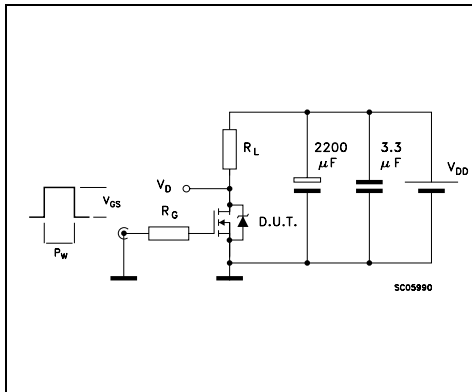 R_L
2200
µF
3.3
µF
V_DD
V_D
V_GS
R_G
D.U.T.
P_W
SC05990